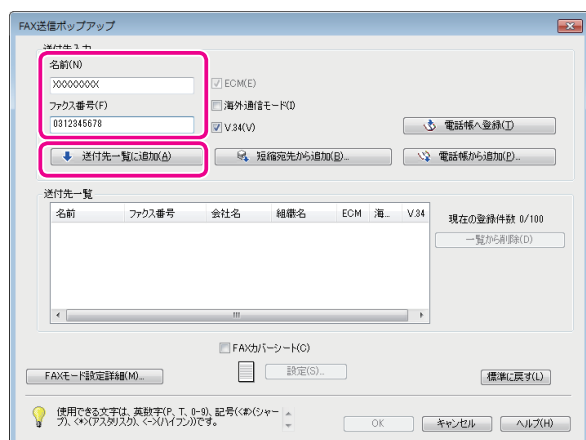 FAX送信ポップアップ
送付先入力
名前(N)
XXXXXXXX
ECM(E)
ファクス番号(F)
海外通信モード(I)
0312345678
V.34(V)
電話帳へ登録(T)
送付先一覧に追加(A)
短縮宛先から追加(B)...
電話帳から追加(P)...
送付先一覧
名前 ファクス番号 会社名 組織名 ECM 海... V.34
現在の登録件数 0/100
一覧から削除(D)
FAXカバーシート(C)
FAXモード設定詳細(M)...
設定(S)...
標準に戻す(L)
使用できる文字は、英数字(P、T、0-9)、記号(<#>(シャー
プ)、<*>(アスタリスク)、<->(ハイフン))です。
OK キャンセル ヘルプ(H)